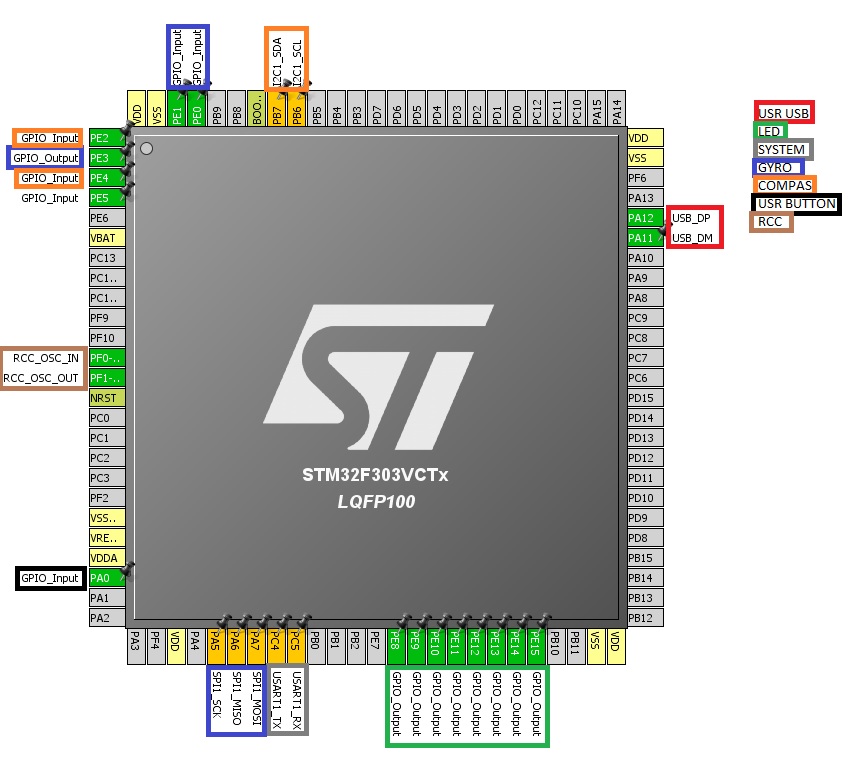 GPIO_Input
GPIO_Input
I2C1_SDA
I2C1_SCL
VDD
VSS
PE1
PE0
PB9
PB8
BOO..
PB7
PB6
PB5
PB4
PB3
PD7
PD6
PD5
PD4
PD3
PD2
PD1
PD0
PC12
PC11
PC10
PA15
PA14
GPIO_Input PE2
GPIO_Output PE3
GPIO_Input PE4
GPIO_Input PE5
PE6
VBAT
PC13
PC1..
PC1..
PF9
PF10
RCC_OSC_IN PF0-..
RCC_OSC_OUT PF1-..
NRST
PC0
PC1
PC2
PC3
PF2
VSS..
VRE..
VDDA
GPIO_Input PA0
PA1
PA2
ST
STM32F303VCTx
LQFP100
VDD
VSS
PF6
PA13
PA12 USB_DP
PA11 USB_DM
PA10
PA9
PA8
PC9
PC8
PC7
PC6
PD15
PD14
PD13
PD12
PD11
PD10
PD9
PD8
PB15
PB14
PB13
PB12
PA3
PF4
VDD
PA4
PA5
PA6
PA7
PC4
PC5
PB0
PB1
PB2
PE7
PE8
PE9
PE10
PE11
PE12
PE13
PE14
PE15
PB10
PB11
VSS
VDD
SPI1_SCK
SPI1_MISO
SPI1_MOSI
USART1_TX
USART1_RX
GPIO_Output
GPIO_Output
GPIO_Output
GPIO_Output
GPIO_Output
GPIO_Output
GPIO_Output
GPIO_Output
USR USB
LED
SYSTEM
GYRO
COMPAS
USR BUTTON
RCC